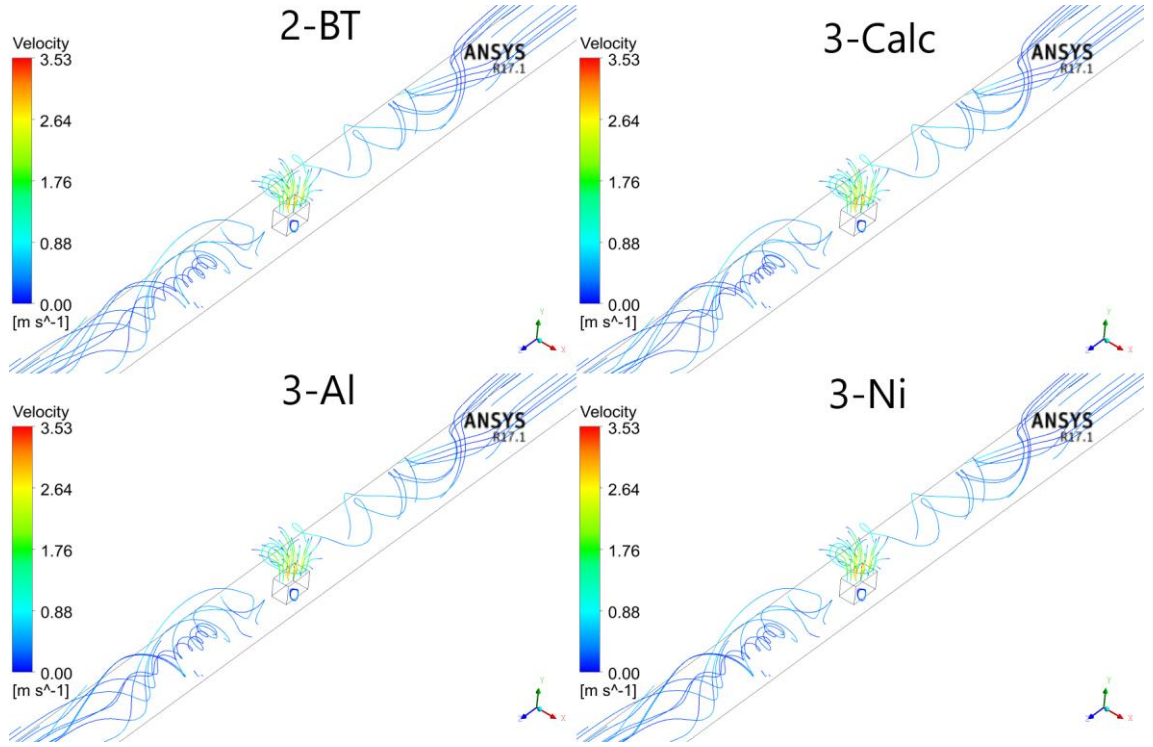 2-BT
Velocity
3.53
2.64
1.76
0.88
0.00
[m s^-1]
ANSYS
R17.1
Y
Z
X
3-Calc
Velocity
3.53
2.64
1.76
0.88
0.00
[m s^-1]
ANSYS
R17.1
Y
Z
X
3-Al
Velocity
3.53
2.64
1.76
0.88
0.00
[m s^-1]
ANSYS
R17.1
Y
Z
X
3-Ni
Velocity
3.53
2.64
1.76
0.88
0.00
[m s^-1]
ANSYS
R17.1
Y
Z
X